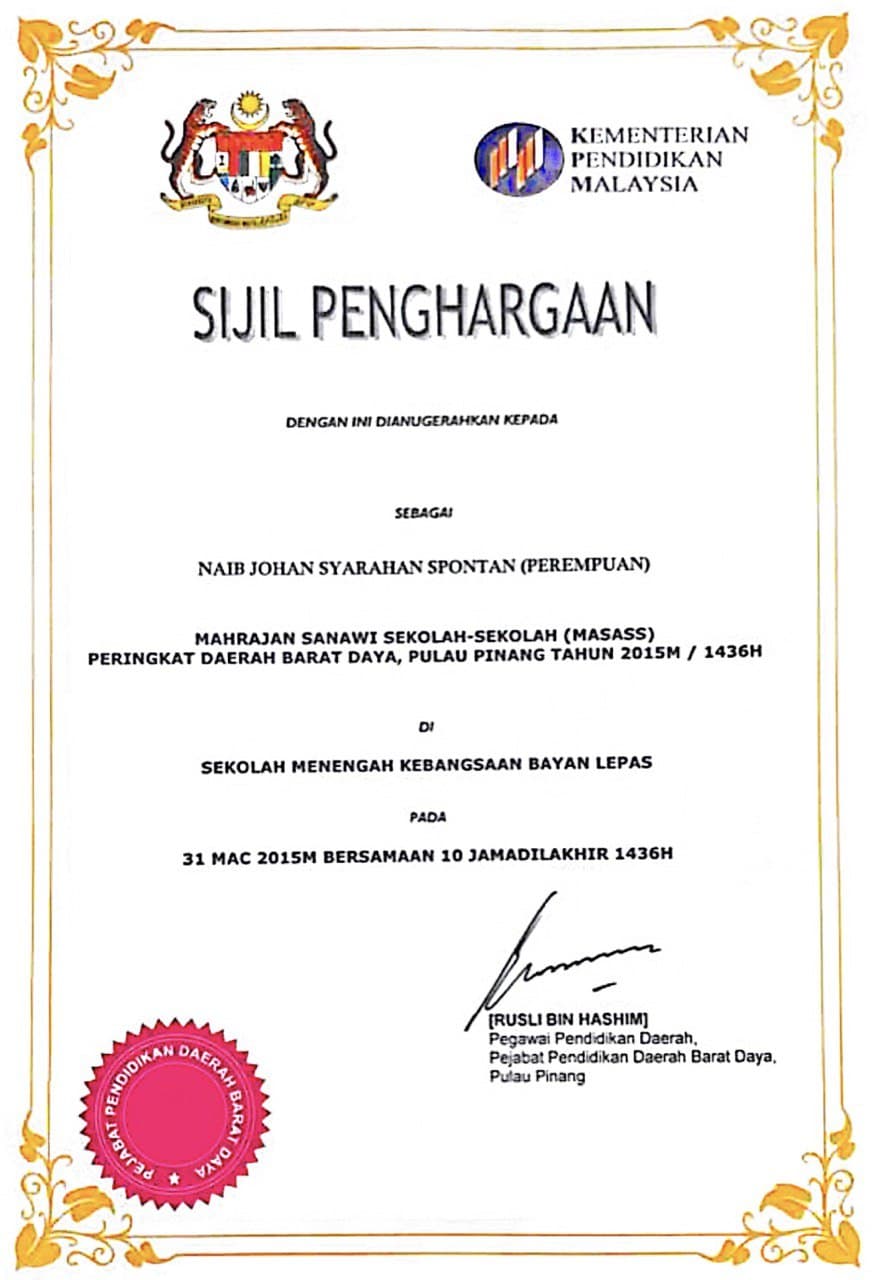 KEMENTERIAN
PENDIDIKAN
MALAYSIA
SIJIL PENGHARGAAN
DENGAN INI DIANUGERAHKAN KEPADA
SEBAGAI
NAIB JOHAN SYARAHAN SPONTAN (PEREMPUAN)
MAHRAJAN SANAWI SEKOLAH-SEKOLAH (MASASS)
PERINGKAT DAERAH BARAT DAYA, PULAU PINANG TAHUN 2015M / 1436H
DI
SEKOLAH MENENGAH KEBANGSAAN BAYAN LEPAS
PADA
31 MAC 2015M BERSAMAAN 10 JAMADILAKHIR 1436H
[RUSLI BIN HASHIM]
Pegawai Pendidikan Daerah,
Pejabat Pendidikan Daerah Barat Daya,
Pulau Pinang
PEJABAT PENDIDIKAN DAERAH BARAT DAYA